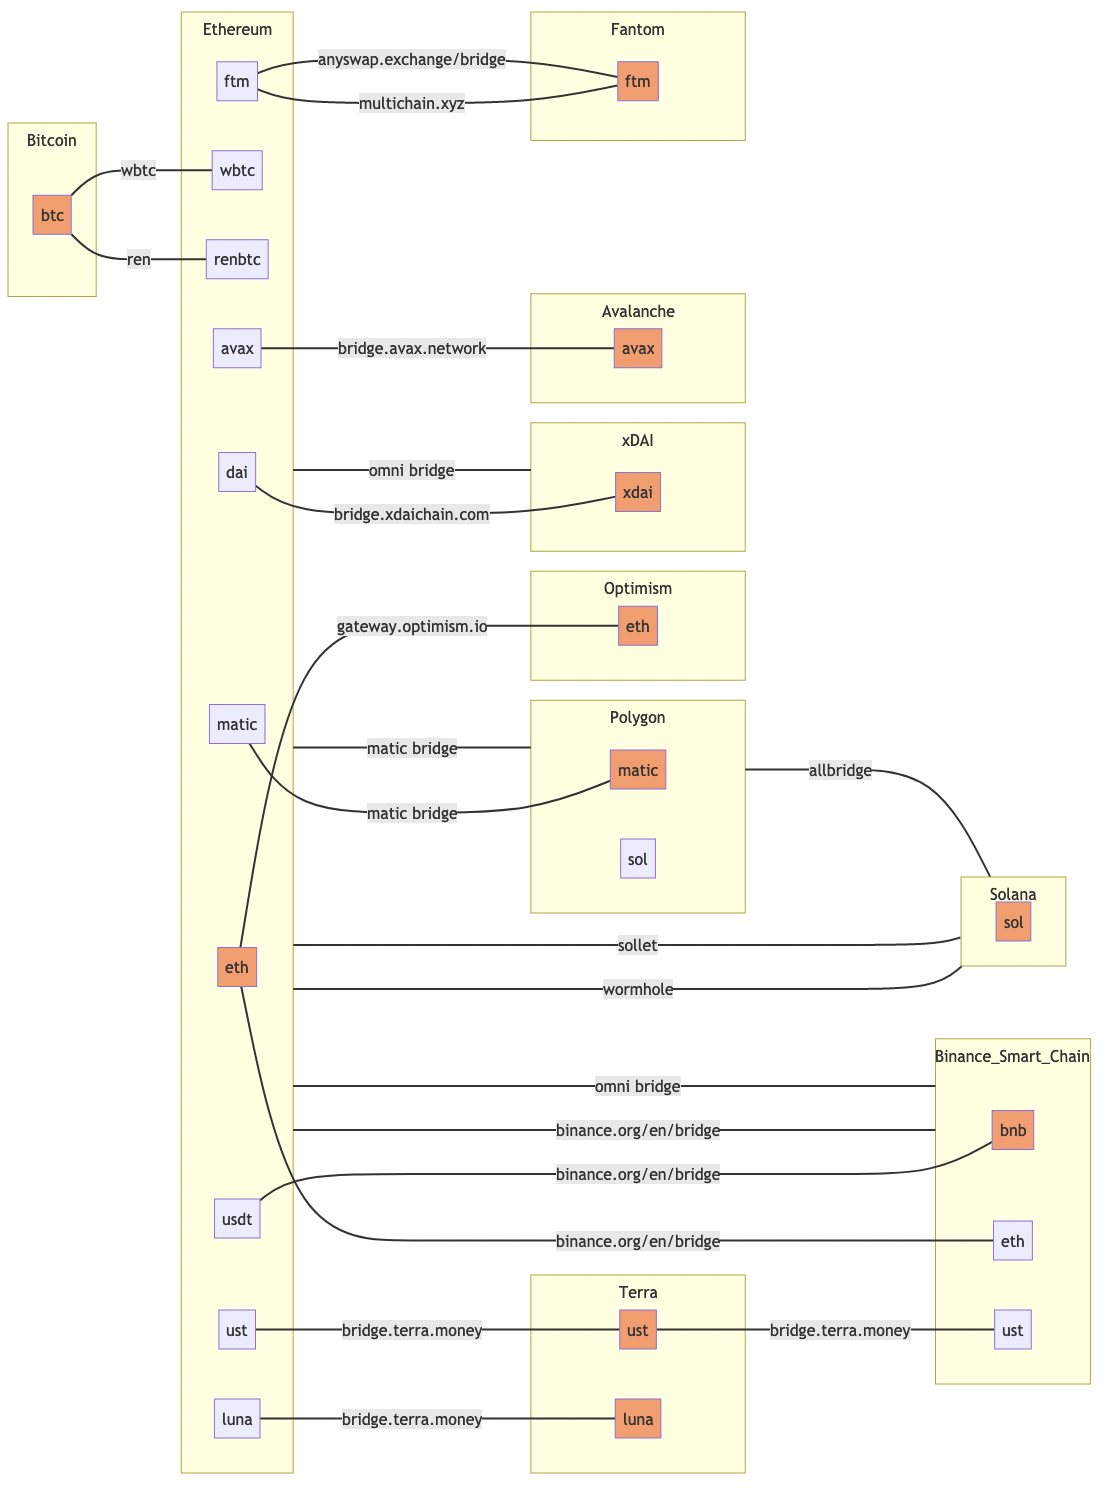 Ethereum
Fantom
ftm
anyswap.exchange/bridge
ftm
multichain.xyz
Bitcoin
wbtc
wbtc
btc
ren
renbtc
Avalanche
avax
bridge.avax.network
avax
xDAI
dai
omni bridge
xdai
bridge.xdaichain.com
Optimism
gateway.optimism.io
eth
Polygon
matic
matic bridge
matic
allbridge
matic bridge
sol
Solana
sol
sollet
eth
wormhole
Binance_Smart_Chain
omni bridge
binance.org/en/bridge
bnb
binance.org/en/bridge
usdt
binance.org/en/bridge
eth
Terra
ust
bridge.terra.money
ust
bridge.terra.money
ust
luna
bridge.terra.money
luna